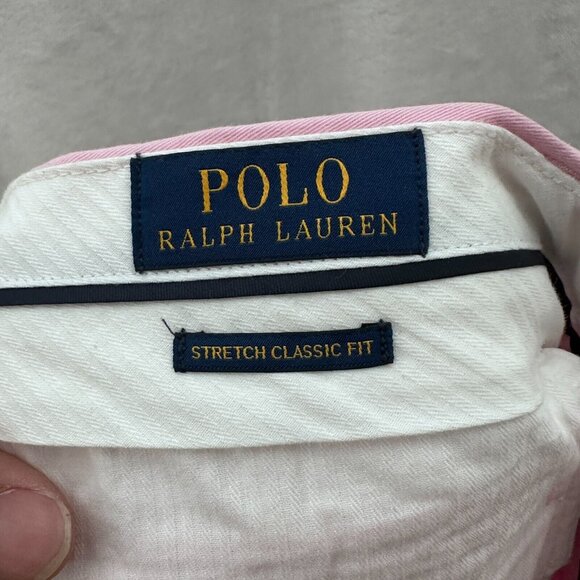 POLO
RALPH LAUREN
STRETCH CLASSIC FIT